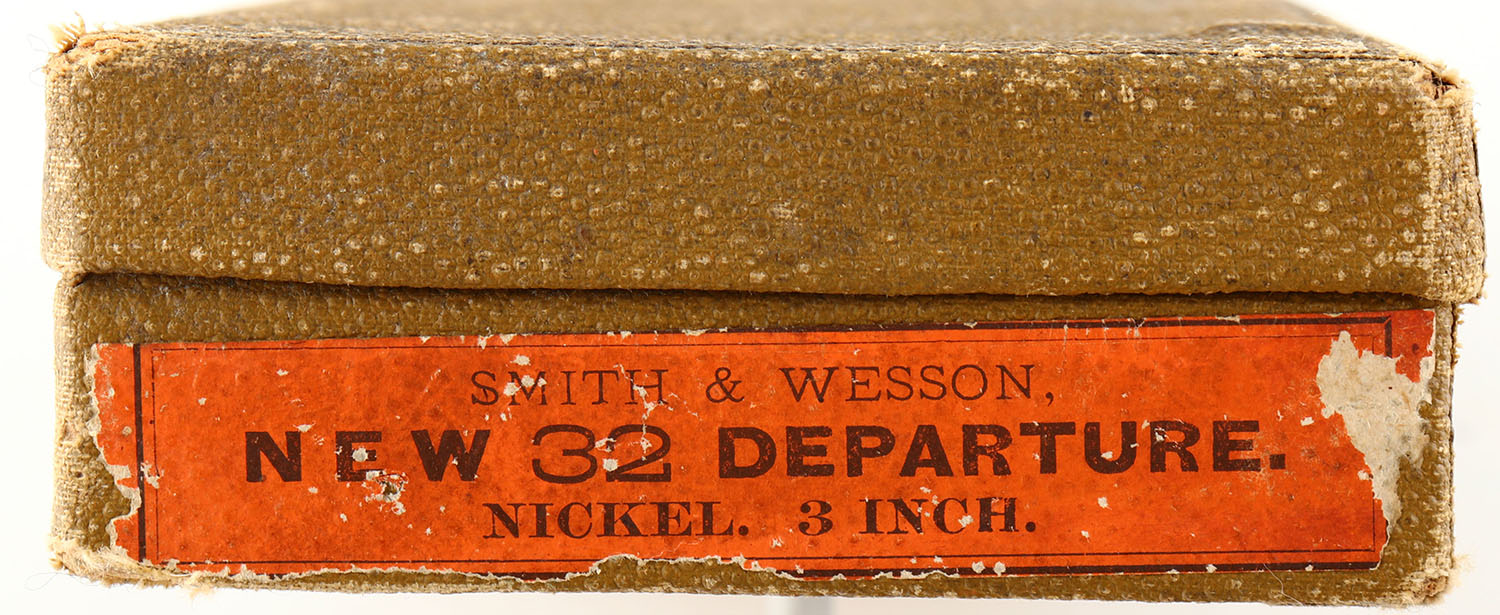 SMITH & WESSON,
NEW 32 DEPARTURE.
NICKEL. 3 INCH.